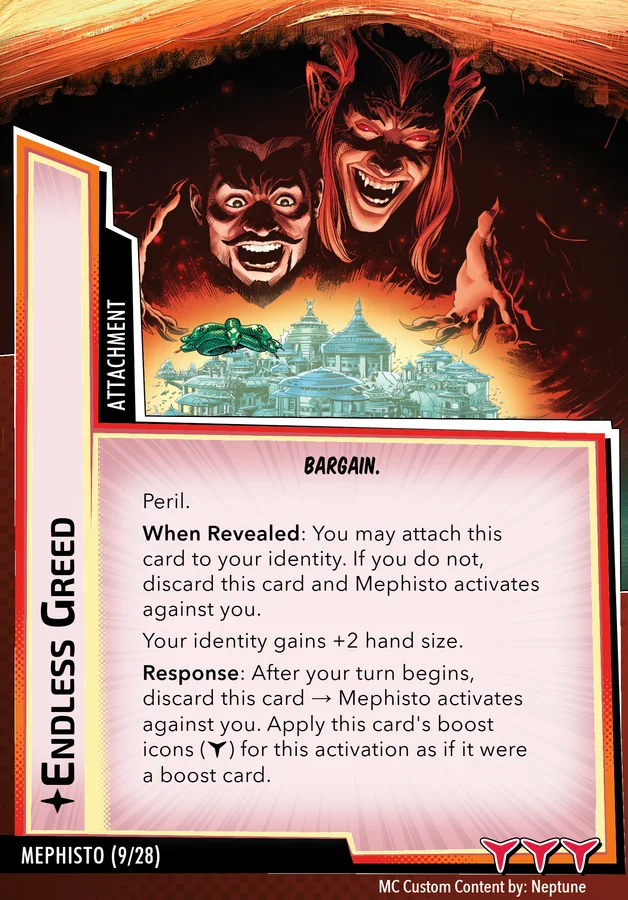 ATTACHMENT
ENDLESS GREED
BARGAIN.
Peril.
When Revealed: You may attach this
card to your identity. If you do not,
discard this card and Mephisto activates
against you.
Your identity gains +2 hand size.
Response: After your turn begins,
discard this card → Mephisto activates
against you. Apply this card's boost
icons () for this activation as if it were
a boost card.
MEPHISTO (9/28)
MC Custom Content by: Neptune